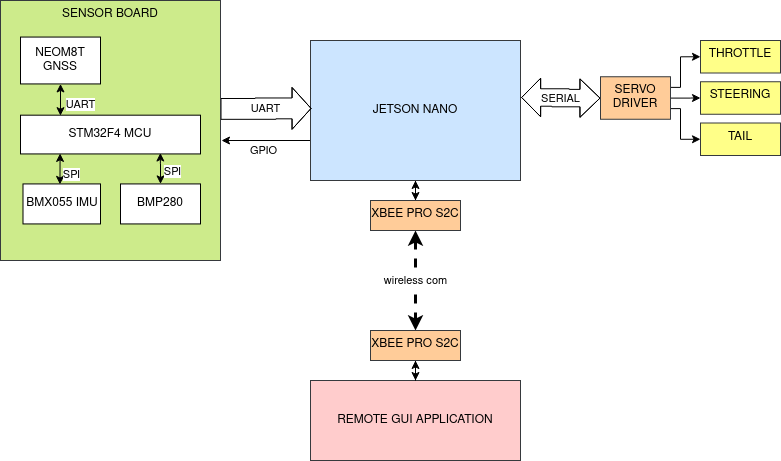 SENSOR BOARD
NEOM8T
GNSS
UART
STM32F4 MCU
SPI
SPI
BMX055 IMU
BMP280
UART
GPIO
JETSON NANO
SERIAL
SERVO
DRIVER
THROTTLE
STEERING
TAIL
XBEE PRO S2C
wireless com
XBEE PRO S2C
REMOTE GUI APPLICATION